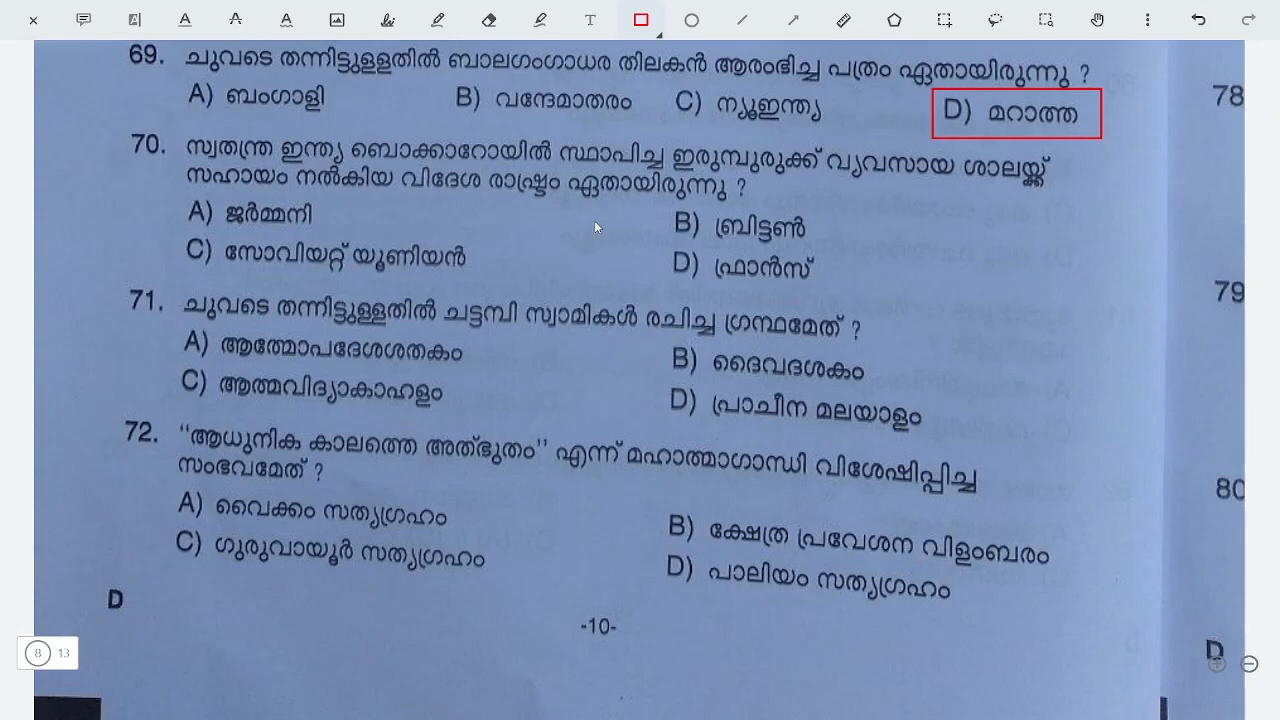 69. ചുവടെ തന്നിട്ടുള്ളതിൽ ബാലഗംഗാധര തിലകൻ ആരംഭിച്ച പത്രം ഏതായിരുന്നു ?
A) ബംഗാളി B) വന്ദേമാതരം C) ന്യൂഇന്ത്യ D) മറാത്ത
78
70. സ്വതന്ത്ര ഇന്ത്യ ബൊക്കാറോയിൽ സ്ഥാപിച്ച ഇരുമ്പുരുക്ക് വ്യവസായ ശാലയ്ക്ക്
സഹായം നൽകിയ വിദേശ രാഷ്ട്രം ഏതായിരുന്നു ?
A) ജർമ്മനി B) ബ്രിട്ടൺ
C) സോവിയറ്റ് യൂണിയൻ D) ഫ്രാൻസ്
79
71. ചുവടെ തന്നിട്ടുള്ളതിൽ ചട്ടമ്പി സ്വാമികൾ രചിച്ച ഗ്രന്ഥമേത് ?
A) ആത്മോപദേശശതകം B) ദൈവദശകം
C) ആത്മവിദ്യാകാഹളം D) പ്രാചീന മലയാളം
72. "ആധുനിക കാലത്തെ അത്ഭുതം" എന്ന് മഹാത്മാഗാന്ധി വിശേഷിപ്പിച്ച
സംഭവമേത് ?
80
A) വൈക്കം സത്യഗ്രഹം B) ക്ഷേത്ര പ്രവേശന വിളംബരം
C) ഗുരുവായൂർ സത്യഗ്രഹം D) പാലിയം സത്യഗ്രഹം
D
-10-
8 13
D